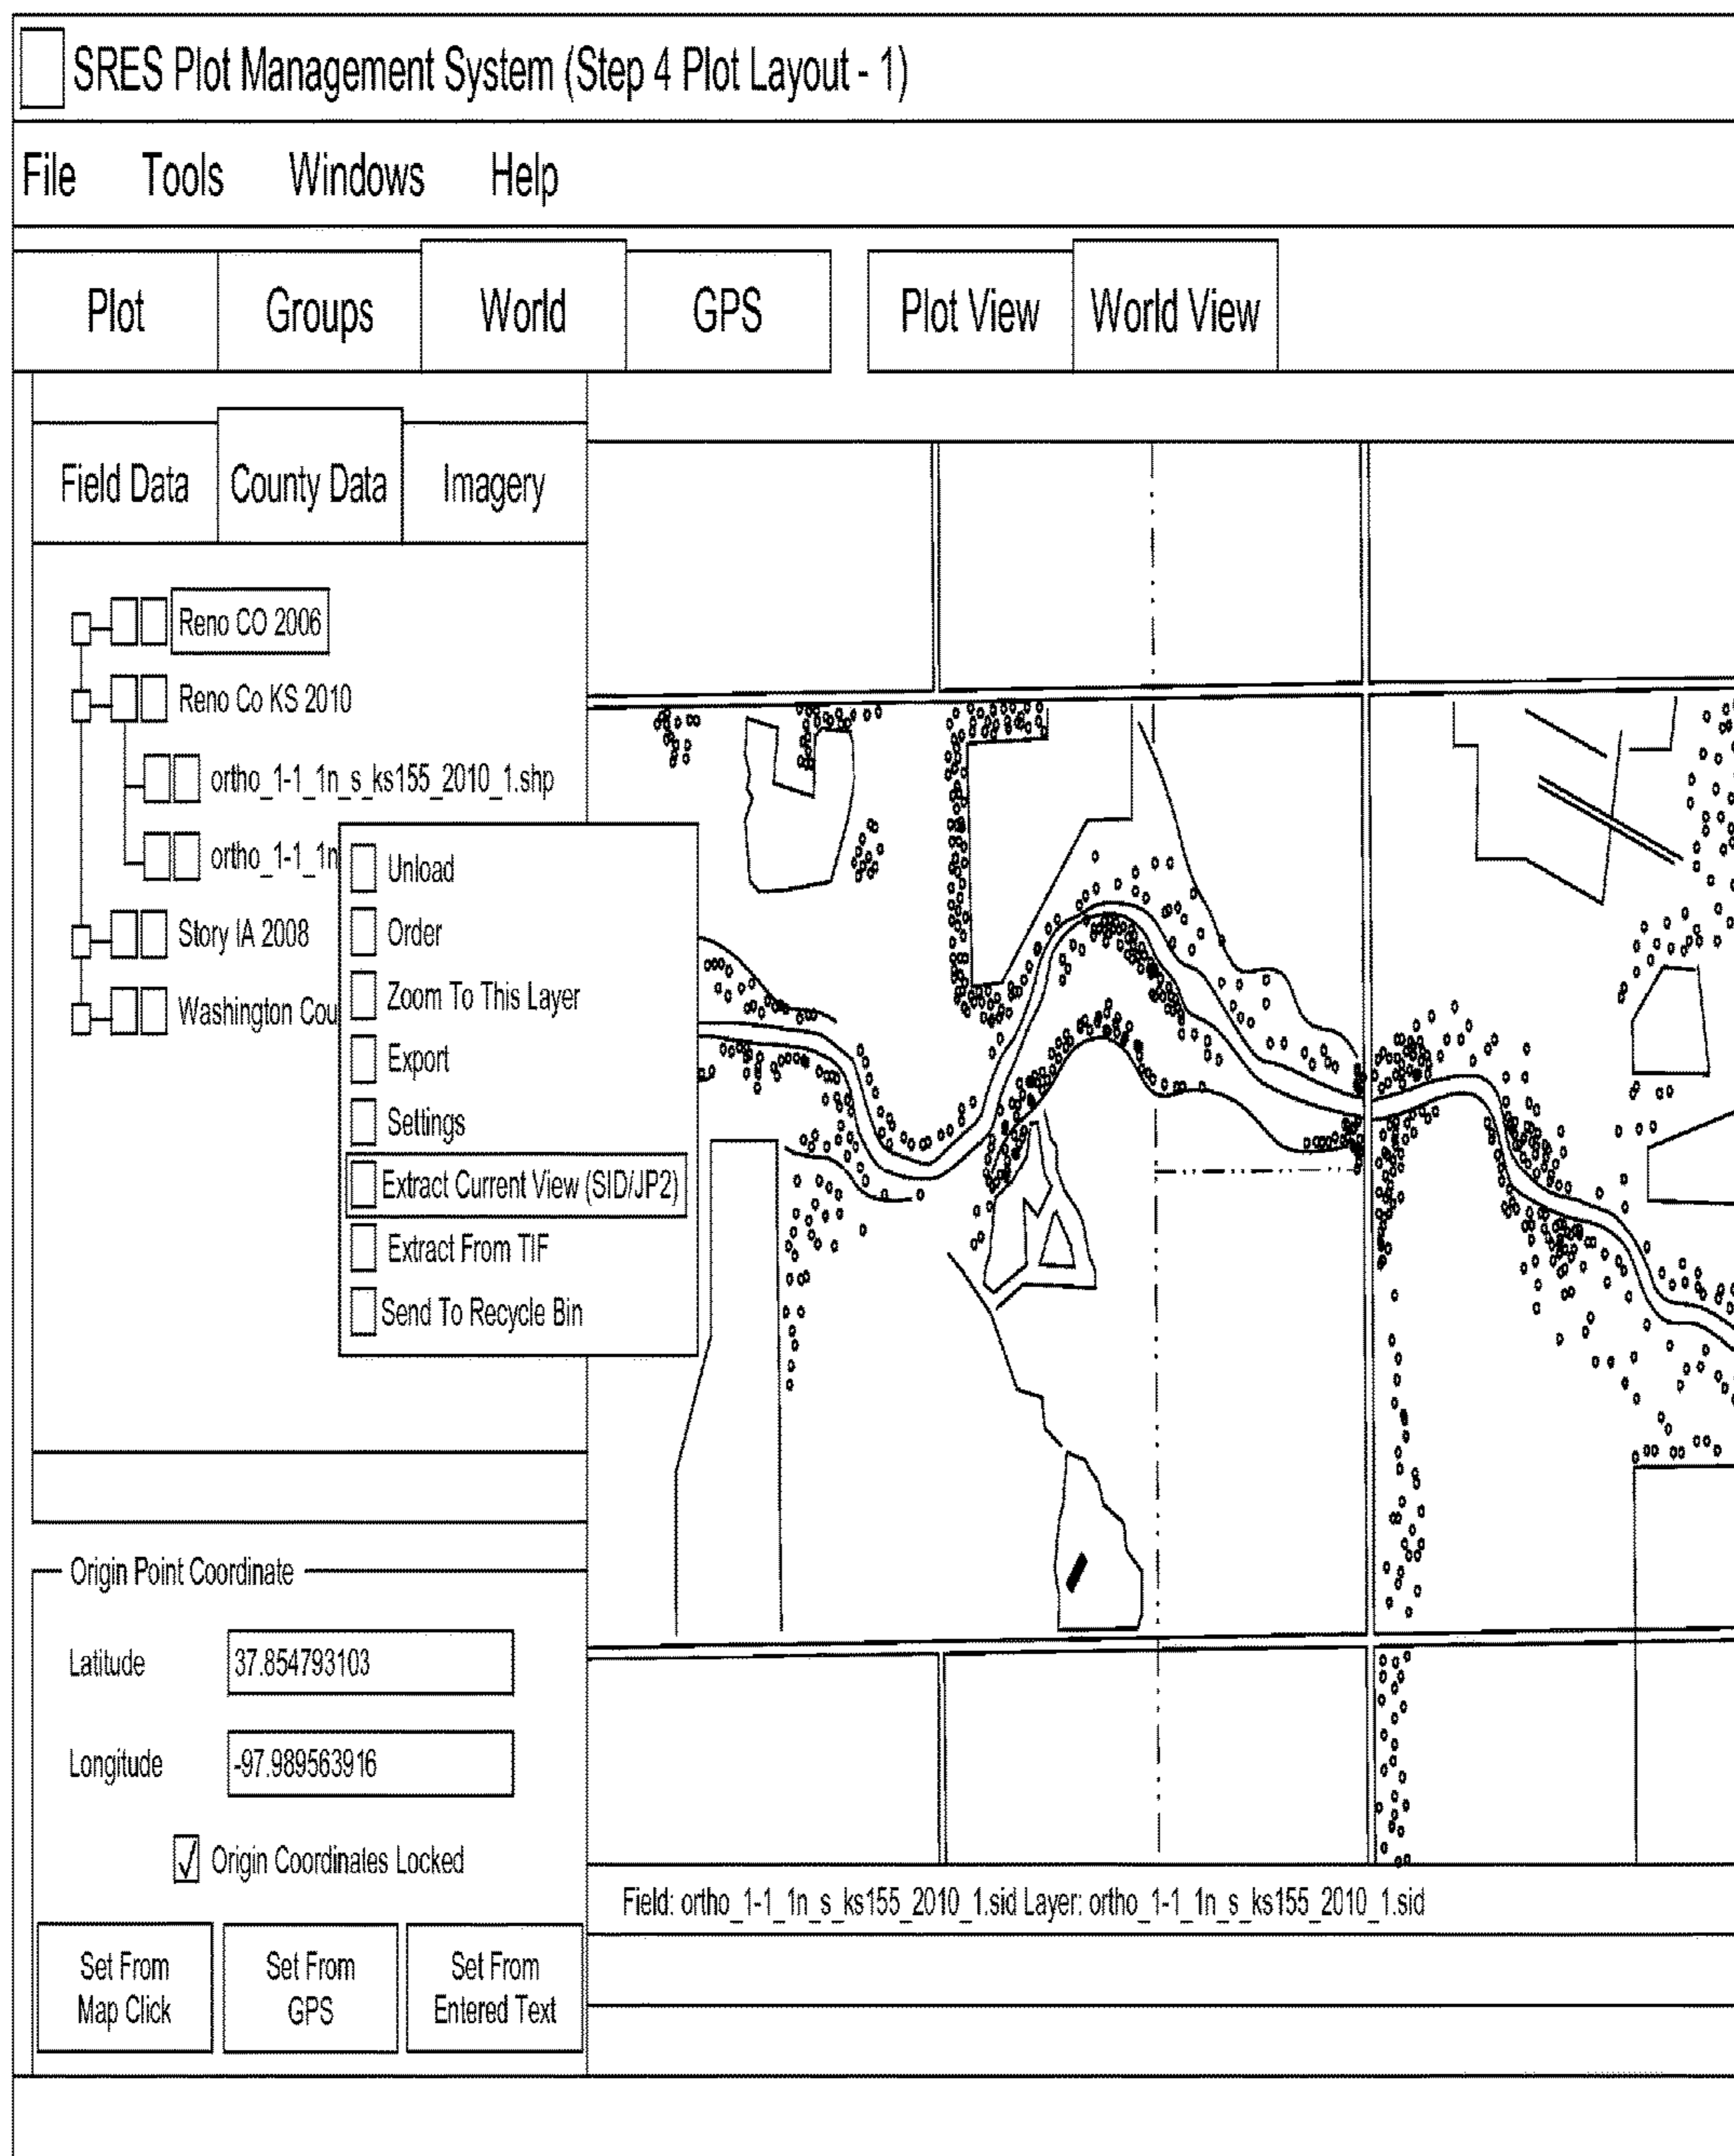 SRES Plot Management System (Step 4 Plot Layout - 1)
File Tools Windows Help
Plot Groups World GPS Plot View World View
Field Data County Data Imagery
Reno CO 2006
Reno Co KS 2010
ortho_1-1_1n_s_ks155_2010_1.shp
ortho_1-1_1n
Story IA 2008
Washington Cou
Unload
Order
Zoom To This Layer
Export
Settings
Extract Current View (SID/JP2)
Extract From TIF
Send To Recycle Bin
Origin Point Coordinate
Latitude 37.854793103
Longitude -97.989563916
Origin Coordinales Locked
Set From
Map Click
Set From
GPS
Set From
Entered Text
Field: ortho_1-1_1n_s_ks155_2010_1.sid Layer: ortho_1-1_1n_s_ks155_2010_1.sid